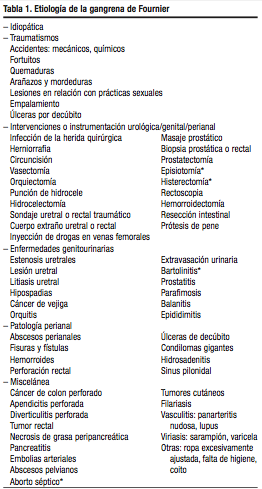 Tabla 1. Etiología de la gangrena de Fournier
– Idiopática
– Traumatismos
Accidentes: mecánicos, químicos
Fortuitos
Quemaduras
Arañazos y mordeduras
Lesiones en relación con prácticas sexuales
Empalamiento
Úlceras por decúbito
– Intervenciones o instrumentación urológica/genital/perianal
Infección de la herida quirúrgica
Herniorrafia
Circuncisión
Vasectomía
Orquiectomía
Punción de hidrocele
Hidrocelectomía
Sondaje uretral o rectal traumático
Cuerpo extraño uretral o rectal
Inyección de drogas en venas femorales
Masaje prostático
Biopsia prostática o rectal
Prostatectomía
Episiotomía*
Histerectomía*
Rectoscopia
Hemorroidectomía
Resección intestinal
Prótesis de pene
– Enfermedades genitourinarias
Estenosis uretrales
Lesión uretral
Litiasis uretral
Hipospadias
Cáncer de vejiga
Orquitis
Extravasación urinaria
Bartolinitis*
Prostatitis
Parafimosis
Balanitis
Epididimitis
– Patología perianal
Abscesos perianales
Fisuras y fístulas
Hemorroides
Perforación rectal
Úlceras de decúbito
Condilomas gigantes
Hidrosadenitis
Sinus pilonidal
– Miscelánea
Cáncer de colon perforado
Apendicitis perforada
Diverticulitis perforada
Tumor rectal
Necrosis de grasa peripancreática
Pancreatitis
Embolias arteriales
Abscesos pelvianos
Aborto séptico*
Tumores cutáneos
Filariasis
Vasculitis: panarteritis
nudosa, lupus
Viriasis: sarampión, varicela
Otras: ropa excesivamente
ajustada, falta de higiene,
coito